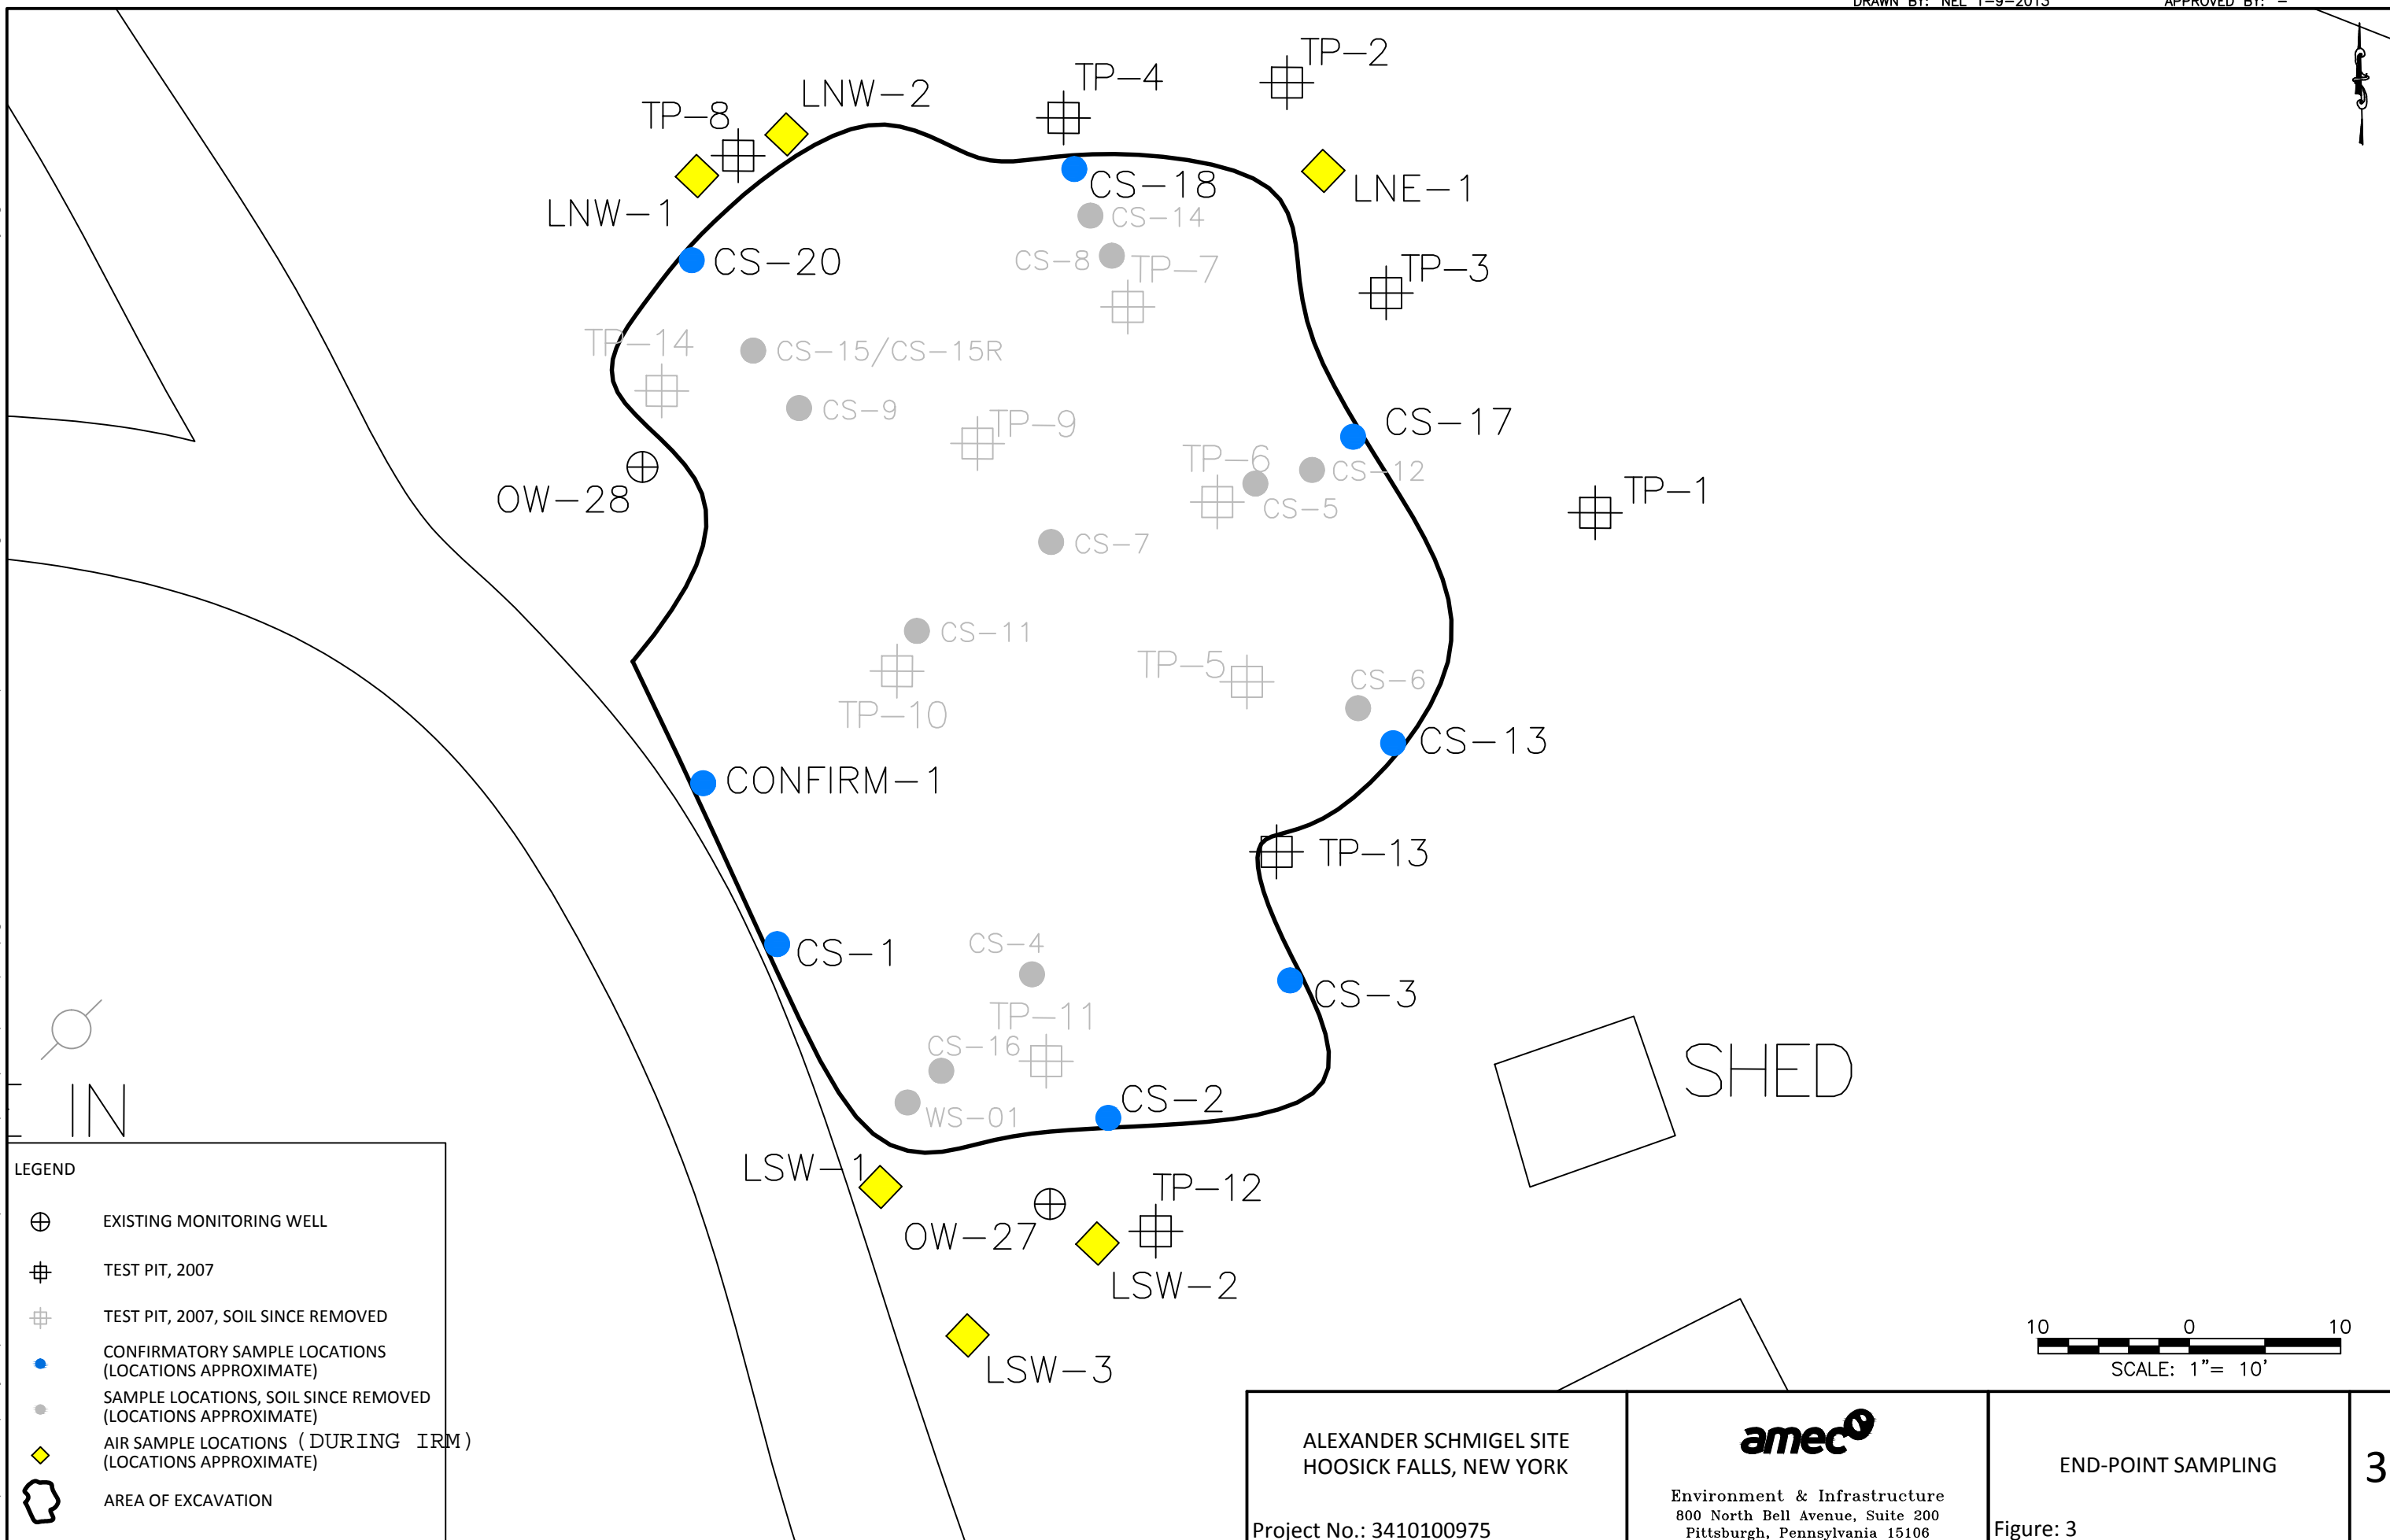 DRAWN BY: NEL 1-9-2013 APPROVED BY: -
TP-2
TP-4
LNW-2
TP-8
CS-18
LNE-1
LNW-1
CS-14
CS-20
CS-8
TP-7
TP-3
TP-14
CS-15/CS-15R
CS-9
TP-9
CS-17
TP-6
CS-12
OW-28
CS-5
TP-1
CS-7
CS-11
TP-5
CS-6
TP-10
CS-13
CONFIRM-1
TP-13
CS-4
CS-1
CS-3
TP-11
CS-16
SHED
IN
CS-2
WS-01
LSW-1
TP-12
OW-27
LSW-2
LSW-3
LEGEND
EXISTING MONITORING WELL
TEST PIT, 2007
TEST PIT, 2007, SOIL SINCE REMOVED
CONFIRMATORY SAMPLE LOCATIONS
(LOCATIONS APPROXIMATE)
SAMPLE LOCATIONS, SOIL SINCE REMOVED
(LOCATIONS APPROXIMATE)
AIR SAMPLE LOCATIONS (DURING IRM)
(LOCATIONS APPROXIMATE)
AREA OF EXCAVATION
10 0 10
SCALE: 1"= 10'
ALEXANDER SCHMIGEL SITE
HOOSICK FALLS, NEW YORK
Project No.: 3410100975
amec
Environment & Infrastructure
800 North Bell Avenue, Suite 200
Pittsburgh, Pennsylvania 15106
END-POINT SAMPLING
Figure: 3
3